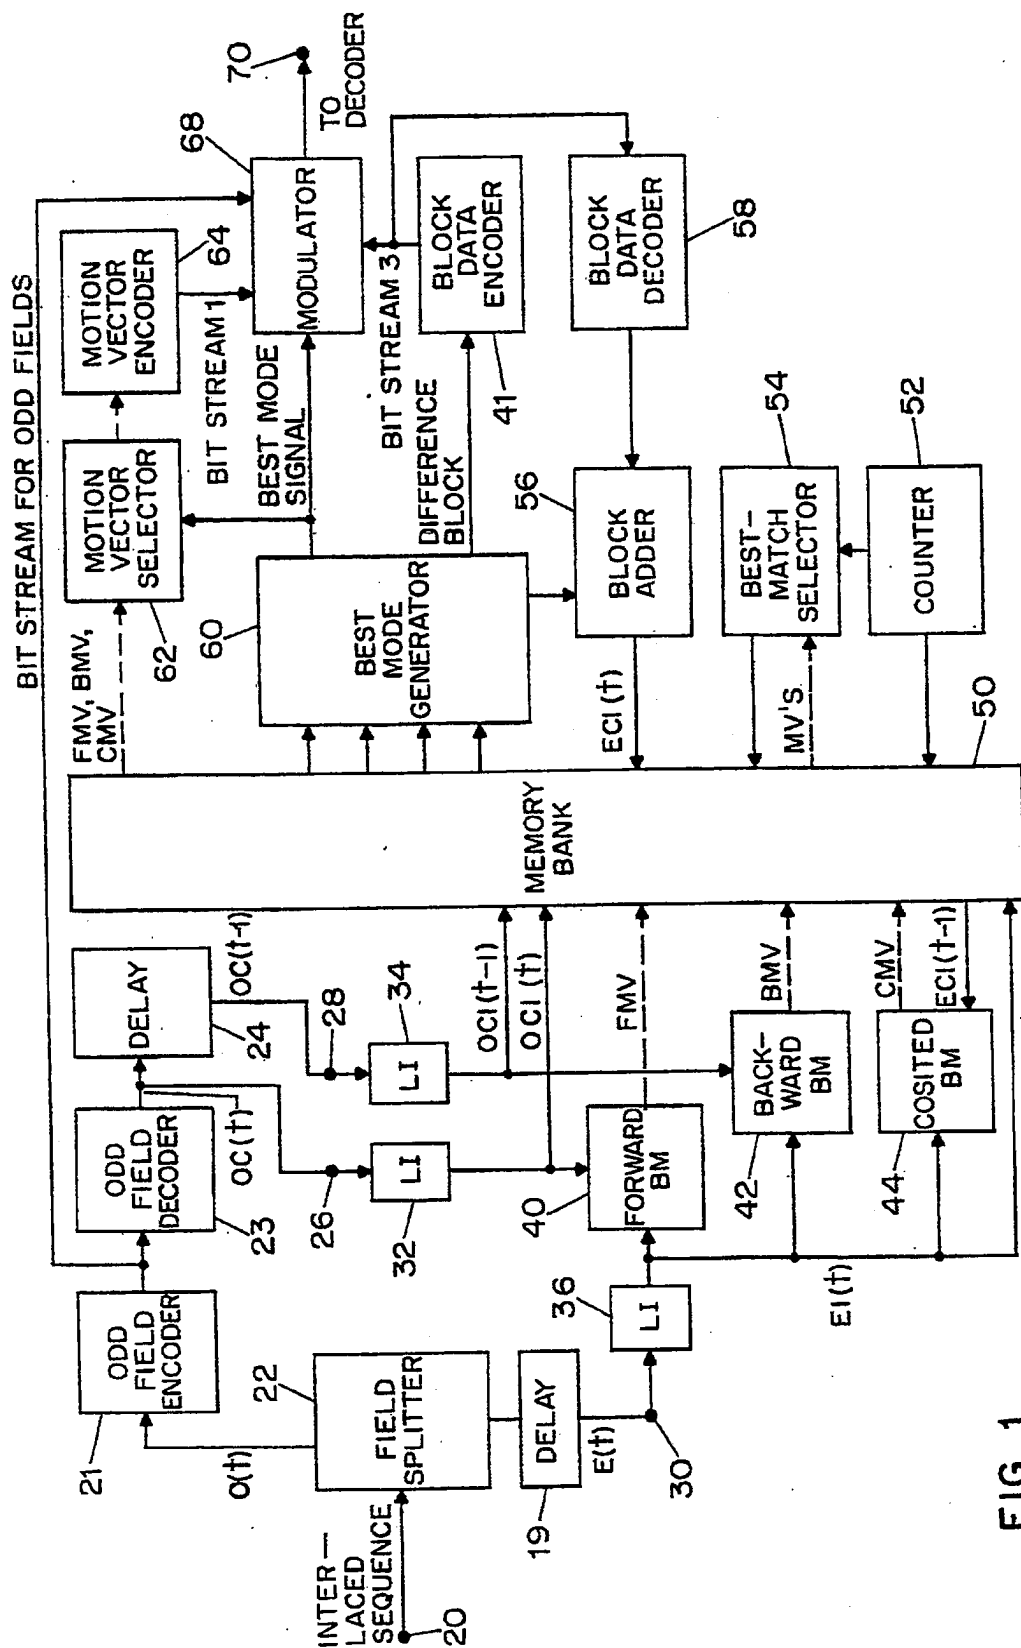 BIT STREAM FOR ODD FIELDS
21
ODD
FIELD
ENCODER
O(t)
INTER-
LACED
SEQUENCE
20
22
FIELD
SPLITTER
DELAY
19
E(t)
30
36
LI
EI(t)
ODD
FIELD
DECODER
23
OC(t)
DELAY
24
OC(t-1)
26
28
LI
32
LI
34
OCI(t-1)
OCI(t)
40
FORWARD
BM
FMV
42
BACK-
WARD
BM
BMV
44
COSITED
BM
CMV
ECI(t-1)
MEMORY
BANK
50
FMV, BMV,
CMV
MOTION
VECTOR
SELECTOR
62
MOTION
VECTOR
ENCODER
64
BIT STREAM 1
BEST MODE
SIGNAL
60
BEST
MODE
GENERATOR
DIFFERENCE
BLOCK
MODULATOR
68
70
TO
DECODER
BIT STREAM 3
BLOCK
DATA
ENCODER
41
BLOCK
DATA
DECODER
58
56
BLOCK
ADDER
ECI(t)
BEST-
MATCH
SELECTOR
54
MV'S
COUNTER
52
FIG. 1